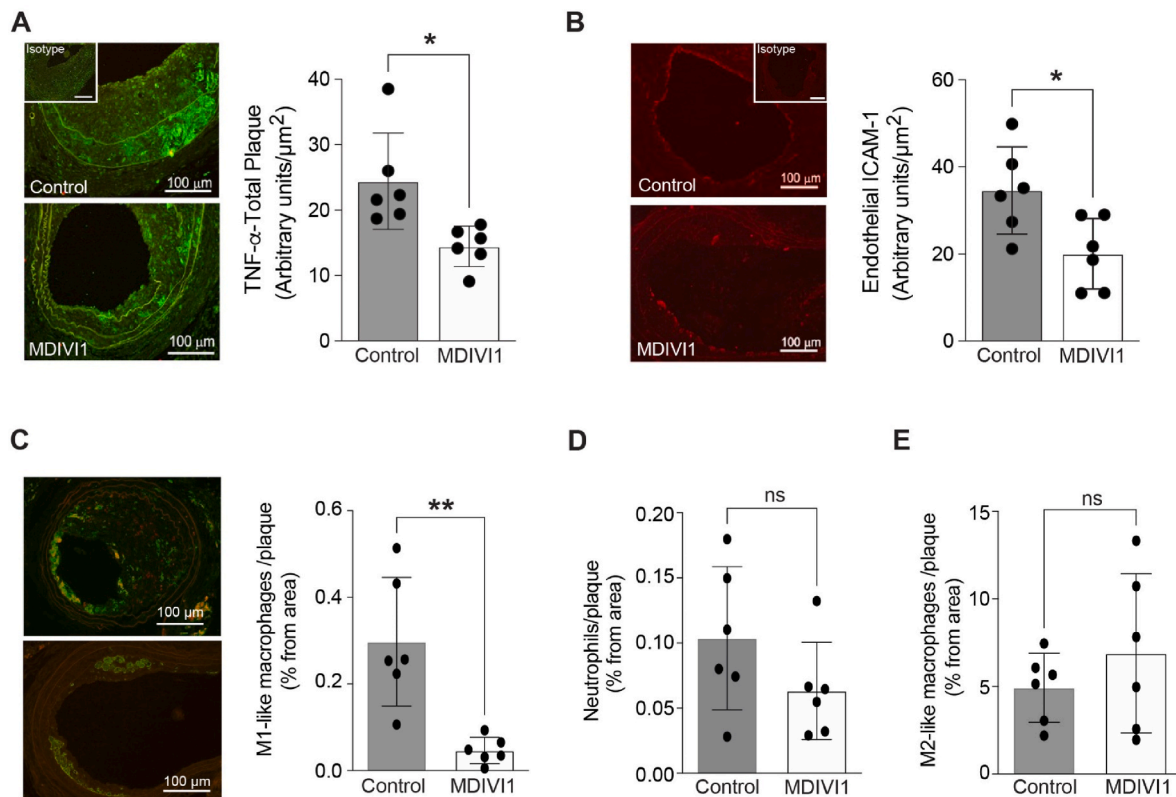 A
Isotype
Control
100 μm
MDIVI1
100 μm
TNF-α-Total Plaque
(Arbitrary units/μm²)
40
30
20
10
0
*
Control
MDIVI1
B
Isotype
Control
100 μm
MDIVI1
100 μm
Endothelial ICAM-1
(Arbitrary units/μm²)
60
40
20
0
*
Control
MDIVI1
C
100 μm
100 μm
M1-like macrophages /plaque
(% from area)
0.6
0.4
0.2
0.0
**
Control
MDIVI1
D
Neutrophils/plaque
(% from area)
0.20
0.15
0.10
0.05
0.00
ns
Control
MDIVI1
E
M2-like macrophages /plaque
(% from area)
15
10
5
0
ns
Control
MDIVI1